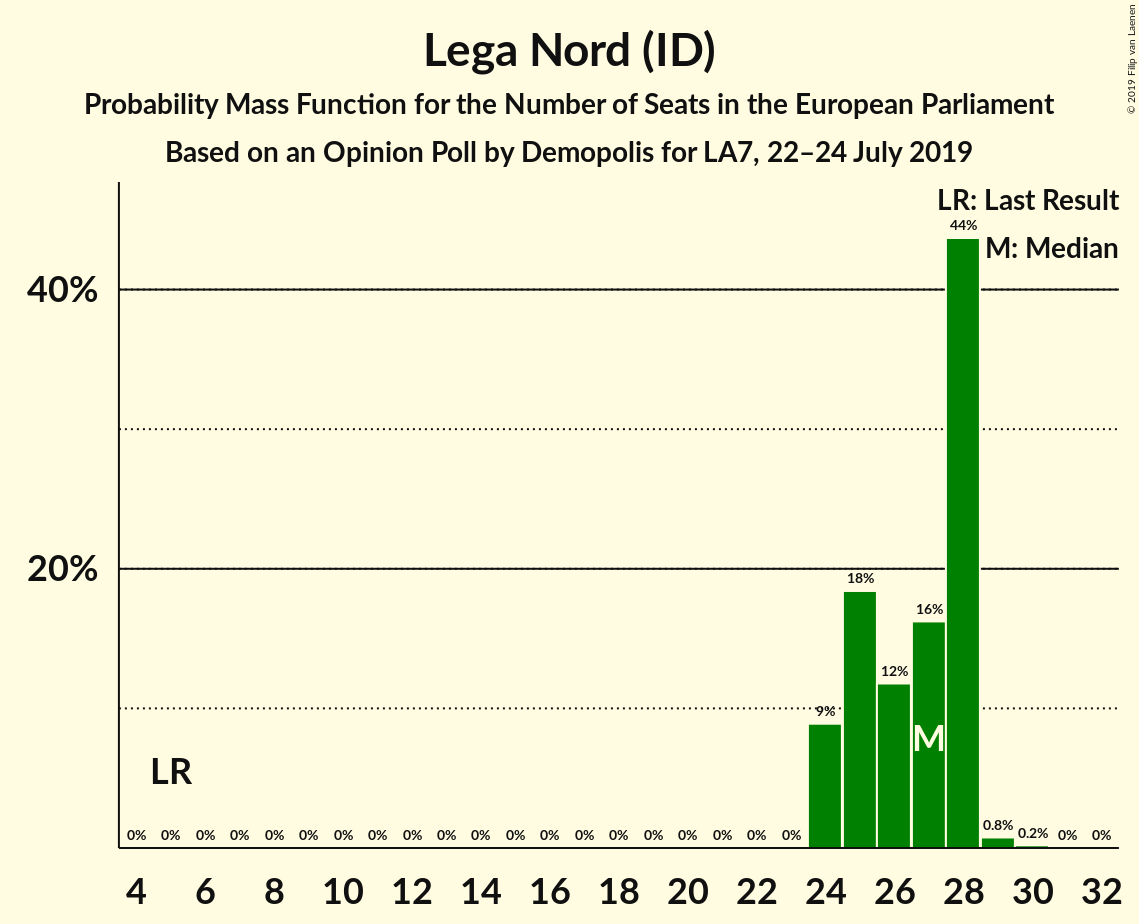 Lega Nord (ID)
Probability Mass Function for the Number of Seats in the European Parliament
Based on an Opinion Poll by Demopolis for LA7, 22–24 July 2019
© 2019 Filip van Laenen
LR: Last Result
M: Median
44%
40%
20%
18%
16%
12%
9%
M
LR
0% 0% 0% 0% 0% 0% 0% 0% 0% 0% 0% 0% 0% 0% 0% 0% 0% 0% 0% 0% 0.8% 0.2% 0% 0%
4 6 8 10 12 14 16 18 20 22 24 26 28 30 32